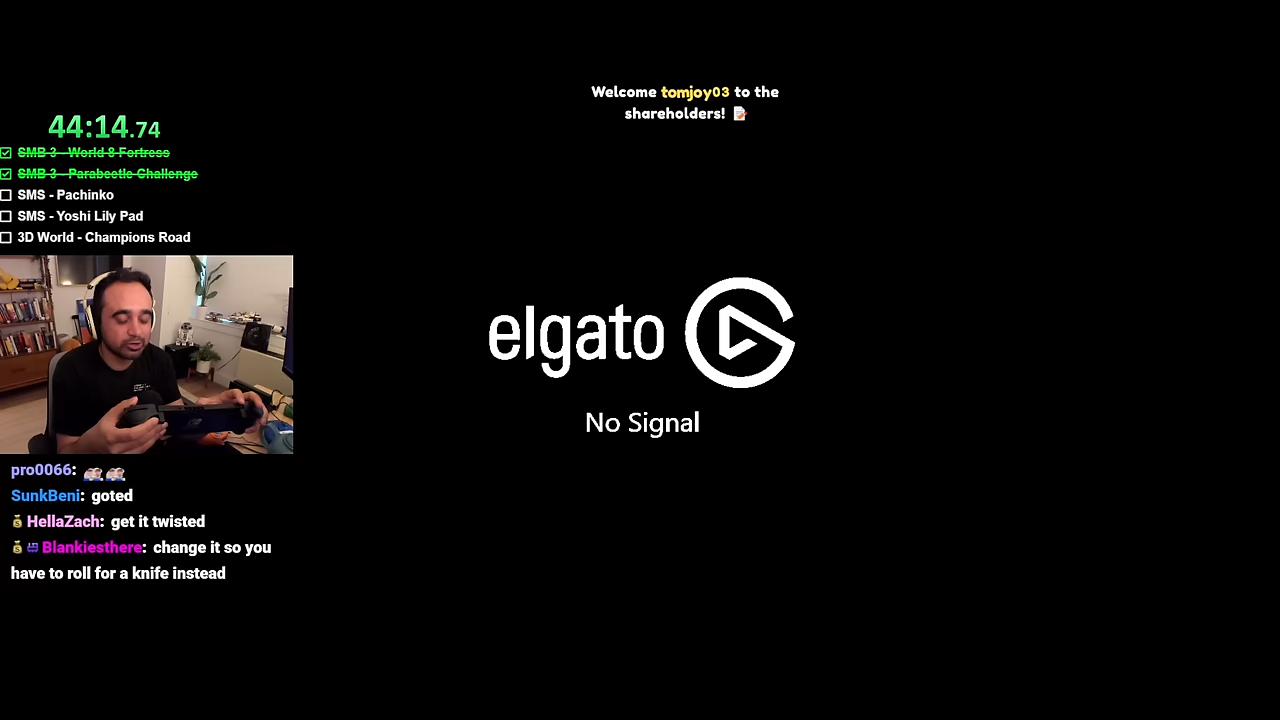 Welcome tomjoy03 to the
shareholders!
44:14.74
SMB 3 - World 8 Fortress
SMB 3 - Parabeetle Challenge
SMS - Pachinko
SMS - Yoshi Lily Pad
3D World - Champions Road
elgato
No Signal
pro0066:
SunkBeni: goted
HellaZach: get it twisted
Blankiesthere: change it so you
have to roll for a knife instead